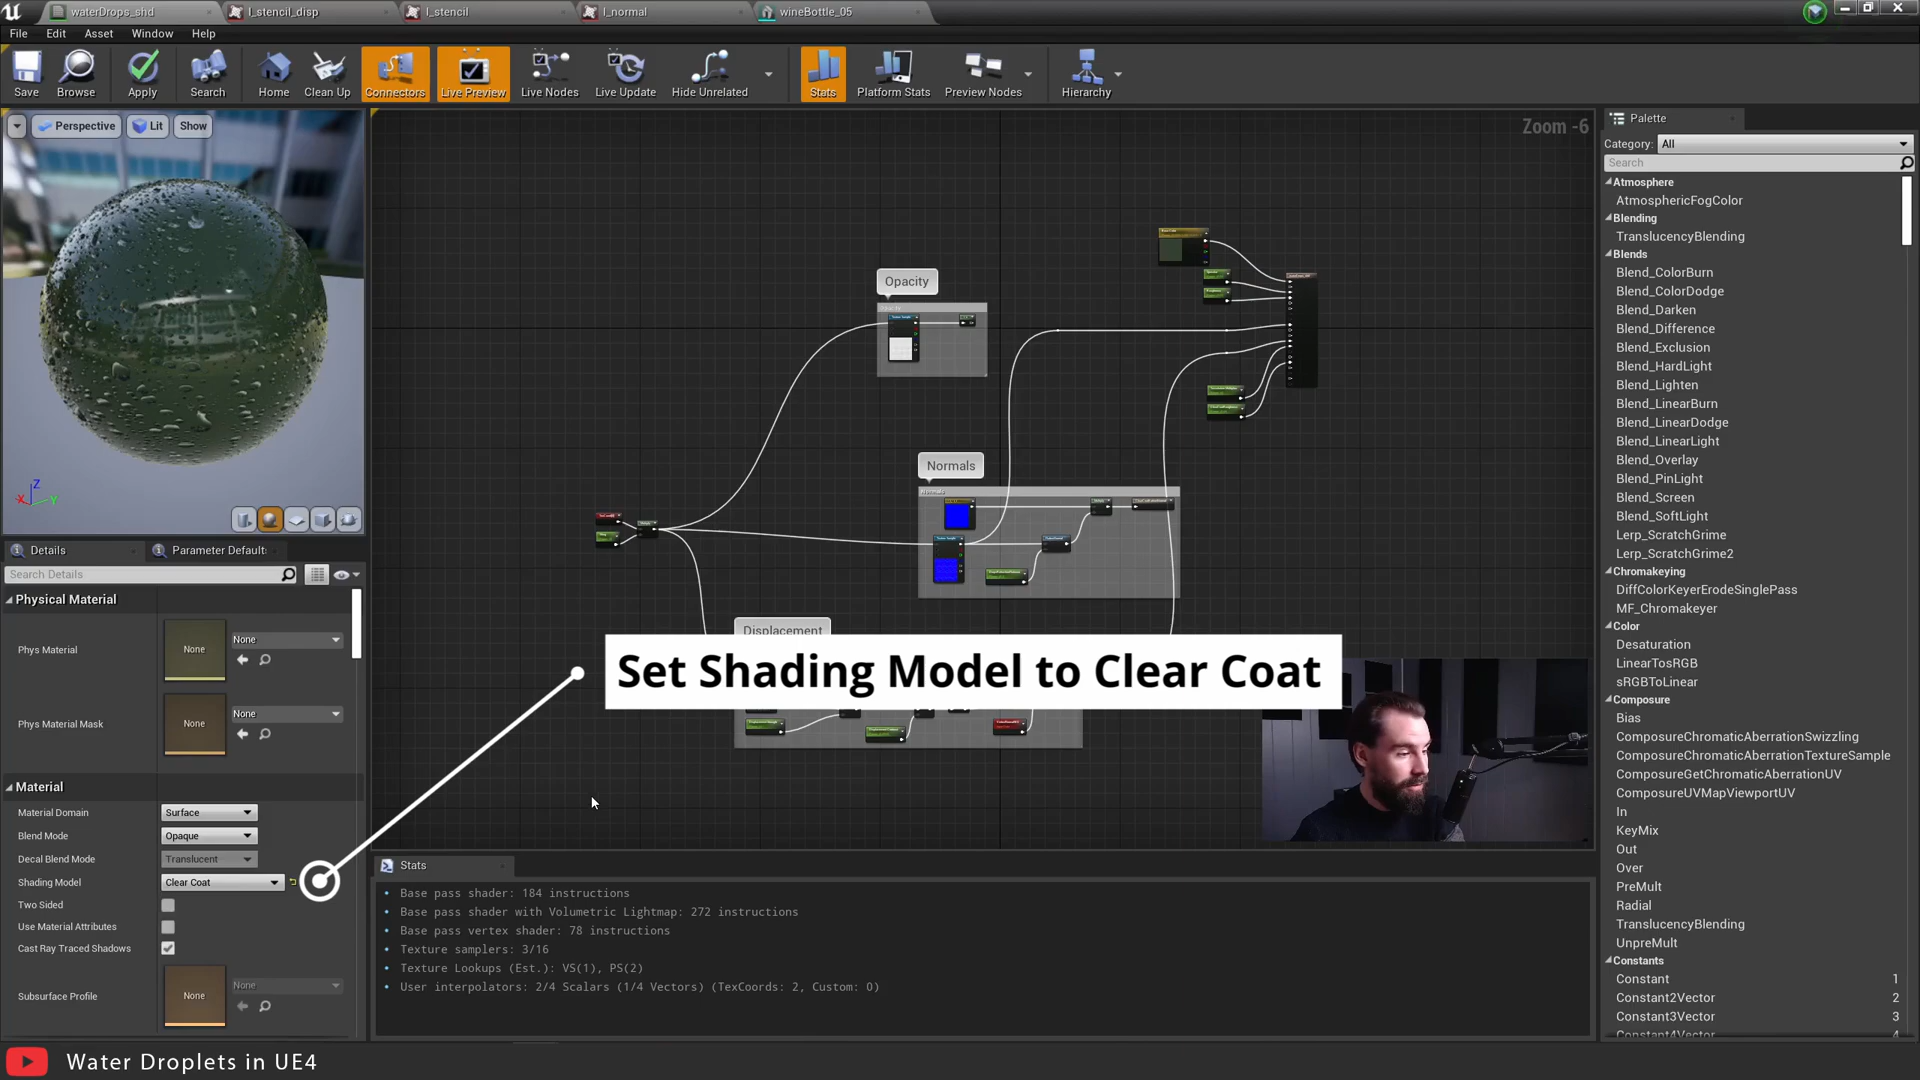 waterDrops_shd
I_stencil_disp
I_stencil
I_normal
wineBottle_05
File Edit Asset Window Help
Save Browse Apply Search Home Clean Up Connectors Live Preview Live Nodes Live Update Hide Unrelated Stats Platform Stats Preview Nodes Hierarchy
Perspective Lit Show
Zoom -6
Opacity
Normals
Normals
Displacement
Set Shading Model to Clear Coat
X Y Z
Details Parameter Default:
Search Details
Physical Material
Phys Material None None
Phys Material Mask None None
Material
Material Domain Surface
Blend Mode Opaque
Decal Blend Mode Translucent
Shading Model Clear Coat
Two Sided
Use Material Attributes
Cast Ray Traced Shadows
Subsurface Profile None None
Stats
Base pass shader: 184 instructions
Base pass shader with Volumetric Lightmap: 272 instructions
Base pass vertex shader: 78 instructions
Texture samplers: 3/16
Texture Lookups (Est.): VS(1), PS(2)
User interpolators: 2/4 Scalars (1/4 Vectors) (TexCoords: 2, Custom: 0)
Palette
Category: All
Search
Atmosphere
AtmosphericFogColor
Blending
TranslucencyBlending
Blends
Blend_ColorBurn
Blend_ColorDodge
Blend_Darken
Blend_Difference
Blend_Exclusion
Blend_HardLight
Blend_Lighten
Blend_LinearBurn
Blend_LinearDodge
Blend_LinearLight
Blend_Overlay
Blend_PinLight
Blend_Screen
Blend_SoftLight
Lerp_ScratchGrime
Lerp_ScratchGrime2
Chromakeying
DiffColorKeyerErodeSinglePass
MF_Chromakeyer
Color
Desaturation
LinearTosRGB
sRGBToLinear
Composure
Bias
ComposureChromaticAberrationSwizzling
ComposureChromaticAberrationTextureSample
ComposureGetChromaticAberrationUV
ComposureUVMapViewportUV
In
KeyMix
Out
Over
PreMult
Radial
TranslucencyBlending
UnpreMult
Constants
Constant 1
Constant2Vector 2
Constant3Vector 3
Constant4Vector 4
Water Droplets in UE4